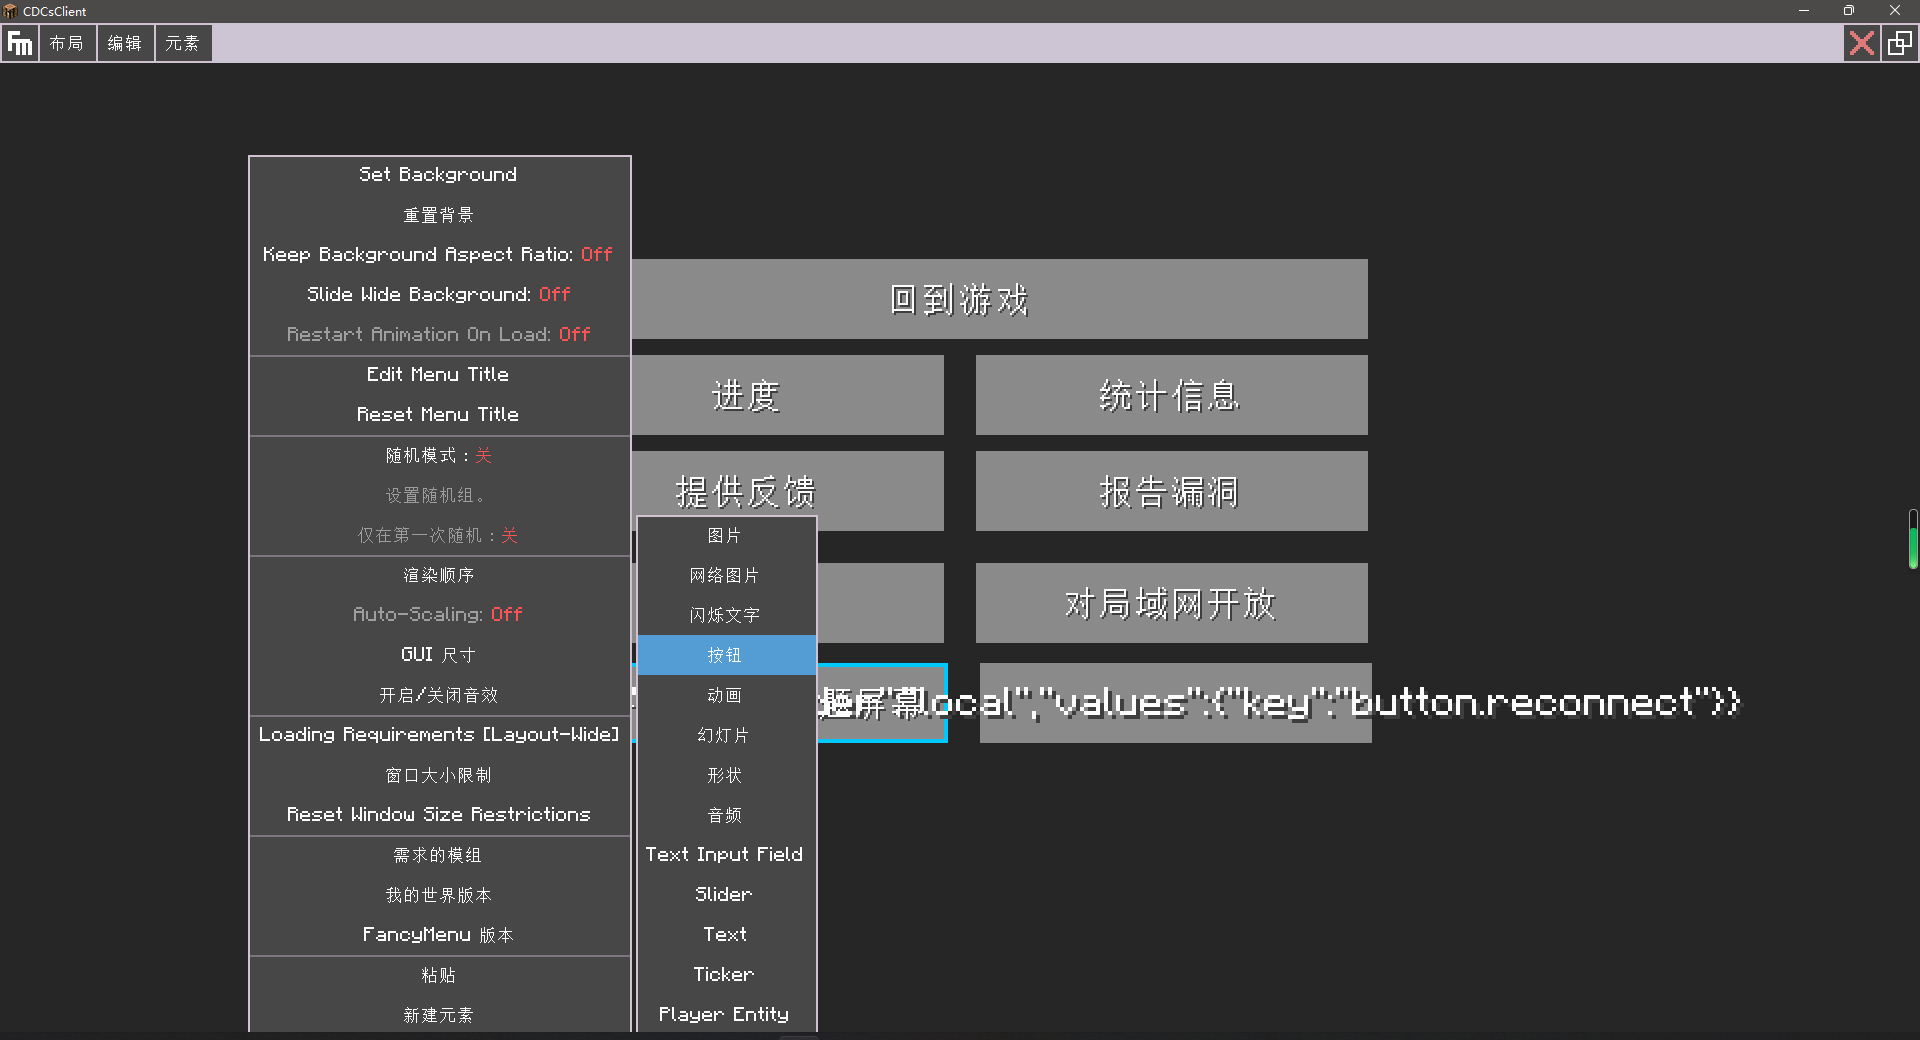 CDCsClient
Fm 布局 编辑 元素
Set Background
重置背景
Keep Background Aspect Ratio: Off
Slide Wide Background: Off
Restart Animation On Load: Off
Edit Menu Title
Reset Menu Title
随机模式：关
设置随机组。
仅在第一次随机：关
渲染顺序
Auto-Scaling: Off
GUI 尺寸
开启/关闭音效
Loading Requirements [Layout-Wide]
窗口大小限制
Reset Window Size Restrictions
需求的模组
我的世界版本
FancyMenu 版本
粘贴
新建元素
图片
网络图片
闪烁文字
按钮
动画
幻灯片
形状
音频
Text Input Field
Slider
Text
Ticker
Player Entity
回到游戏
进度
统计信息
提供反馈
报告漏洞
对局域网开放
题屏幕
local","values":{"key":"button.reconnect"}}